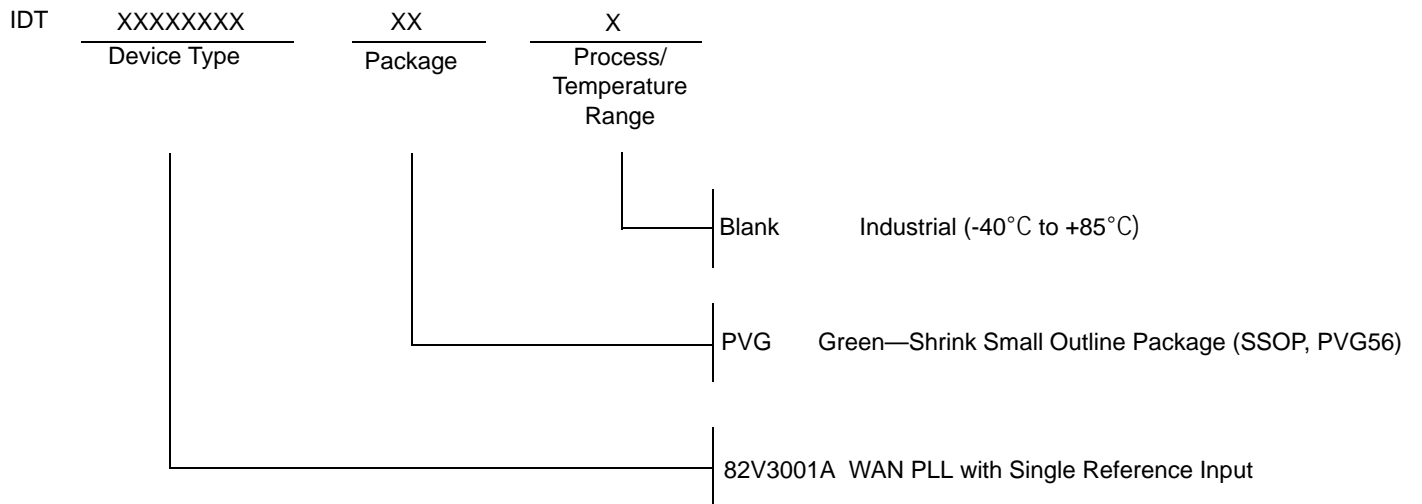 IDT XXXXXXXX XX X
Device Type Package Process/
Temperature
Range
Blank Industrial (-40°C to +85°C)
PVG Green—Shrink Small Outline Package (SSOP, PVG56)
82V3001A WAN PLL with Single Reference Input